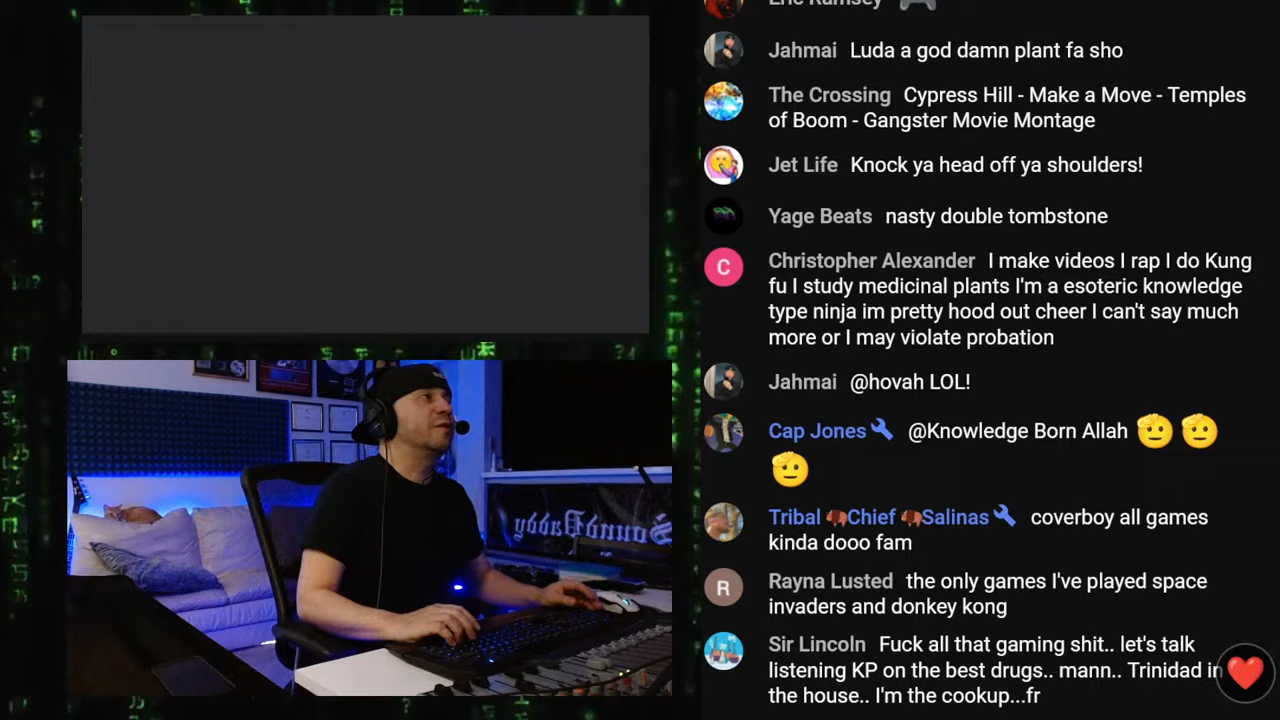 Eric Ramsey 🎮
Jahmai Luda a god damn plant fa sho
The Crossing Cypress Hill - Make a Move - Temples
of Boom - Gangster Movie Montage
Jet Life Knock ya head off ya shoulders!
Yage Beats nasty double tombstone
C Christopher Alexander I make videos I rap I do Kung
fu I study medicinal plants I'm a esoteric knowledge
type ninja im pretty hood out cheer I can't say much
more or I may violate probation
Jahmai @hovah LOL!
Cap Jones🔧 @Knowledge Born Allah 🫡 🫡
🫡
Tribal 🦬Chief 🦬Salinas🔧 coverboy all games
kinda dooo fam
R Rayna Lusted the only games I've played space
invaders and donkey kong
Sir Lincoln Fuck all that gaming shit.. let's talk
listening KP on the best drugs.. mann.. Trinidad in
the house.. I'm the cookup...fr
SoundDaddy